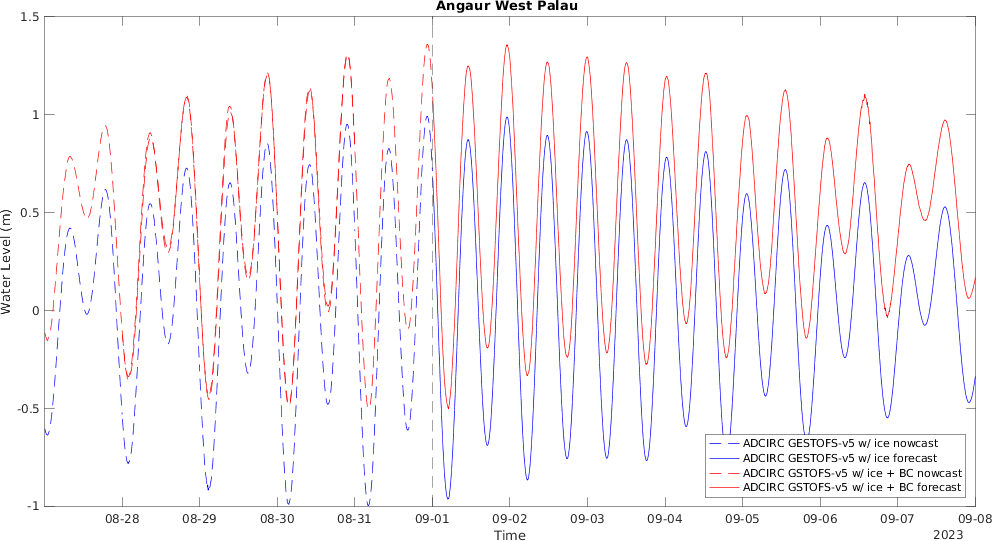 Angaur West Palau
1.5
1
0.5
0
-0.5
-1
Water Level (m)
08-28
08-29
08-30
08-31
09-01
09-02
09-03
09-04
09-05
09-06
09-07
09-08
Time
2023
ADCIRC GESTOFS-v5 w/ ice nowcast
ADCIRC GESTOFS-v5 w/ ice forecast
ADCIRC GSTOFS-v5 w/ ice + BC nowcast
ADCIRC GSTOFS-v5 w/ ice + BC forecast